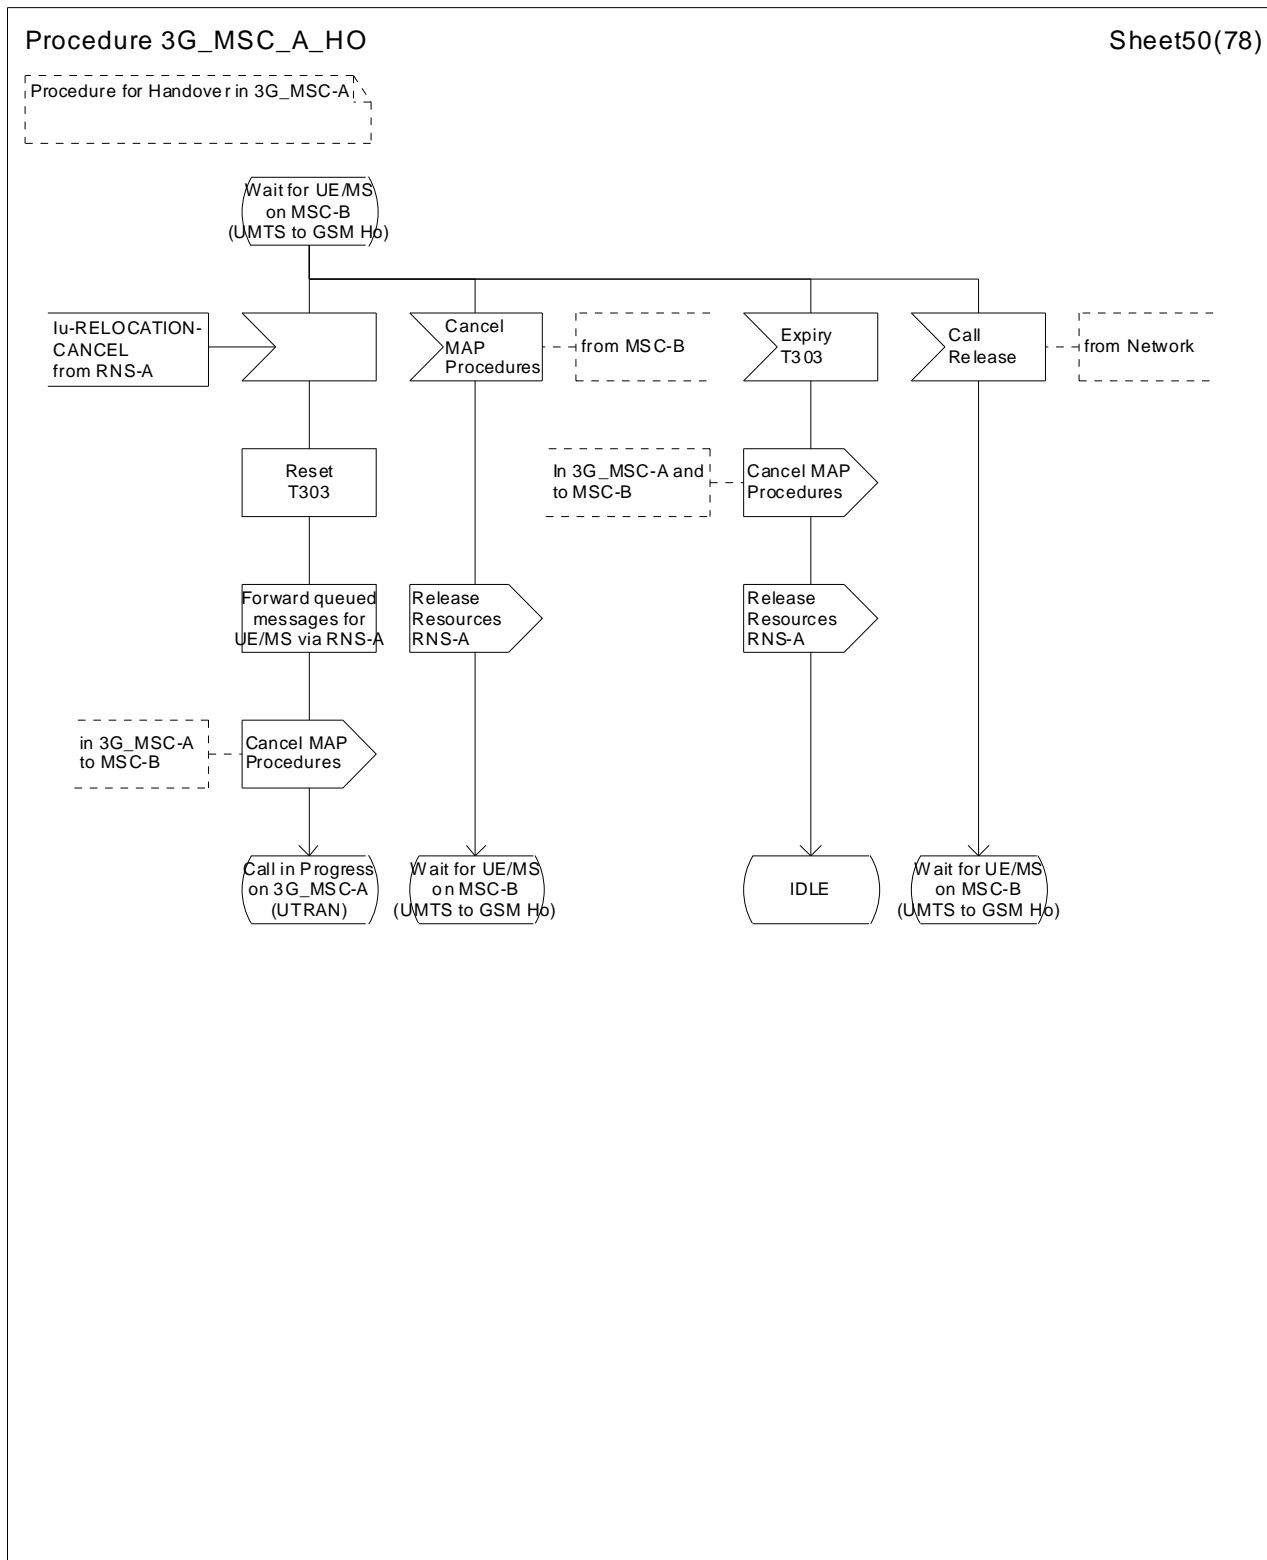 Procedure 3G_MSC_A_HO
Sheet50(78)
Procedure for Handover in 3G_MSC-A
Wait for UE/MS
on MSC-B
(UMTS to GSM Ho)
Iu-RELOCATION-
CANCEL
from RNS-A
Cancel
MAP
Procedures
from MSC-B
Expiry
T303
Call
Release
from Network
Reset
T303
In 3G_MSC-A and
to MSC-B
Cancel MAP
Procedures
Forward queued
messages for
UE/MS via RNS-A
Release
Resources
RNS-A
Release
Resources
RNS-A
in 3G_MSC-A
to MSC-B
Cancel MAP
Procedures
Call in Progress
on 3G_MSC-A
(UTRAN)
Wait for UE/MS
on MSC-B
(UMTS to GSM Ho)
IDLE
Wait for UE/MS
on MSC-B
(UMTS to GSM Ho)